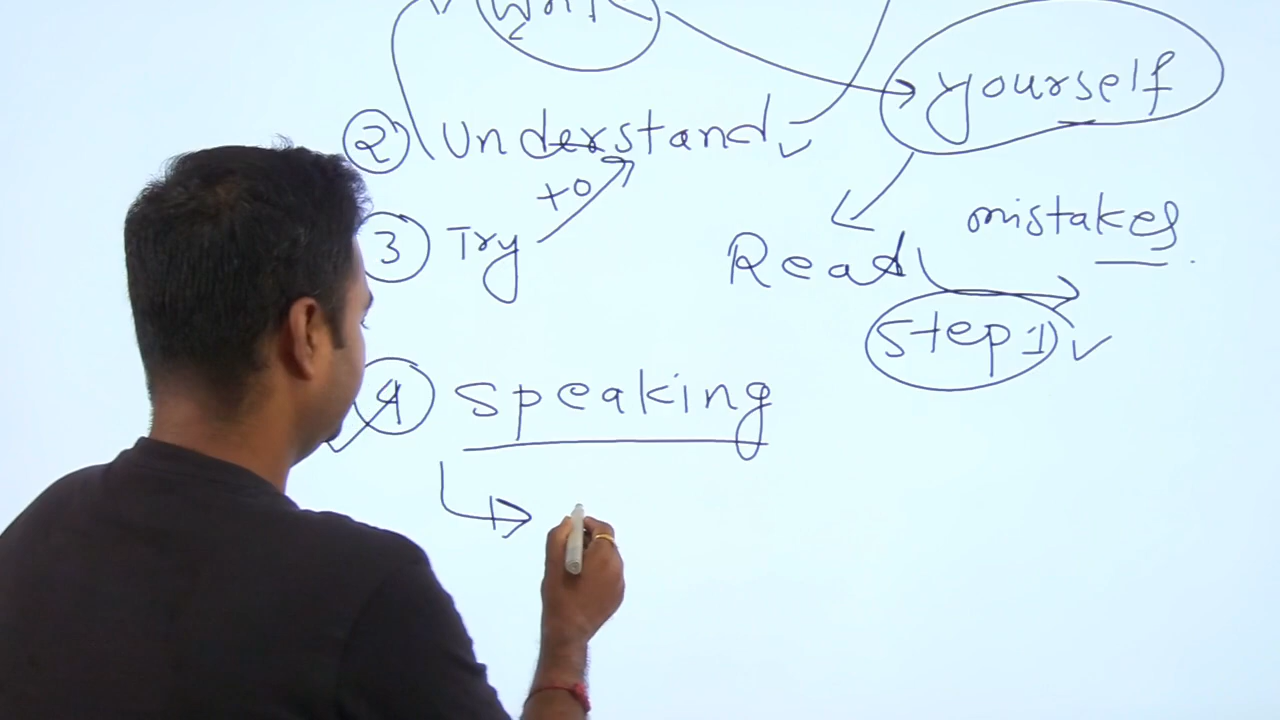 yourself
2 Understand
to
3 Try
mistakes
Read
Step 1
4 Speaking